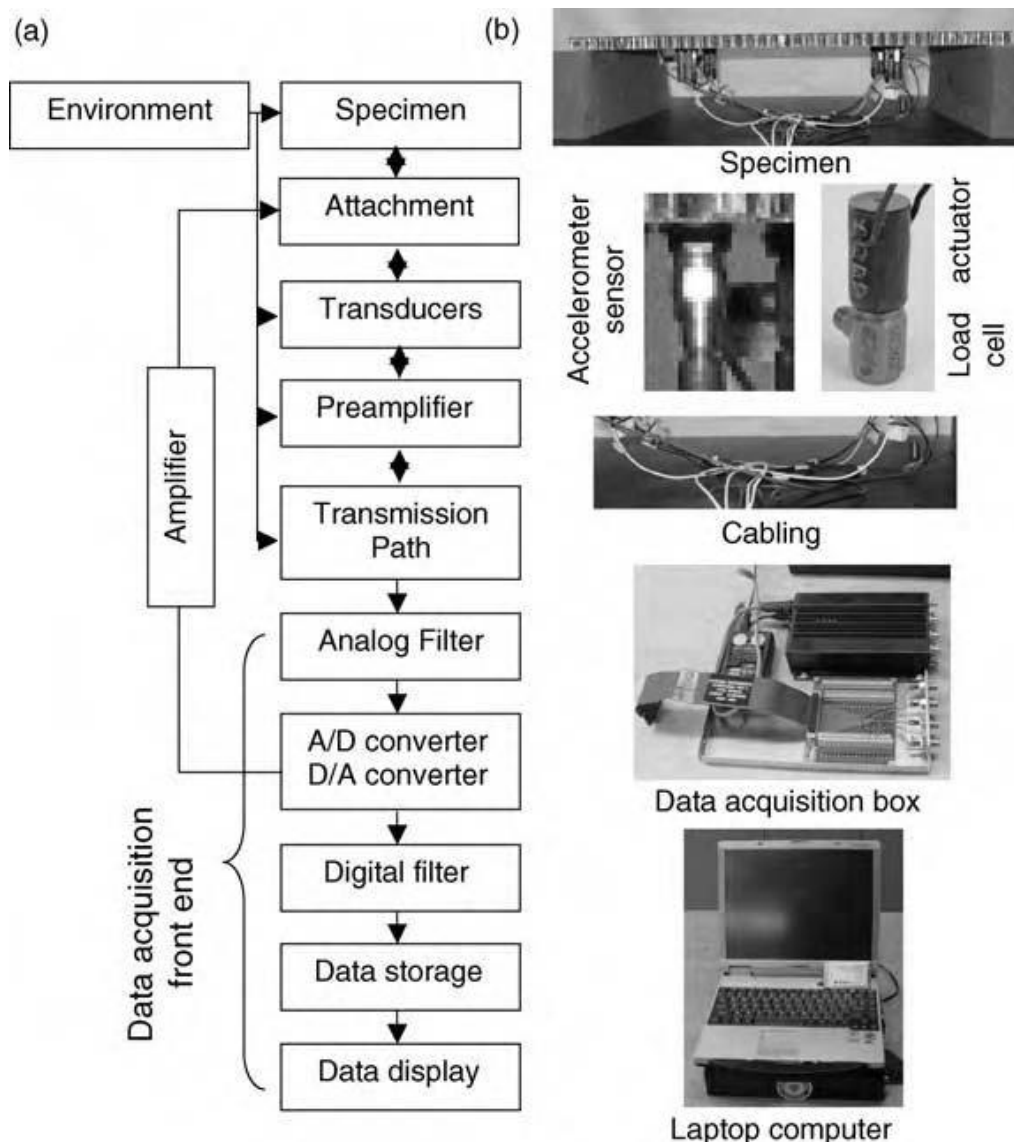 (a)
Environment
Specimen
Attachment
Transducers
Preamplifier
Transmission
Path
Amplifier
Analog Filter
A/D converter
D/A converter
Digital filter
Data storage
Data display
Data acquisition
front end
(b)
Specimen
Accelerometer
sensor
Load
cell
actuator
Cabling
Data acquisition box
Laptop computer